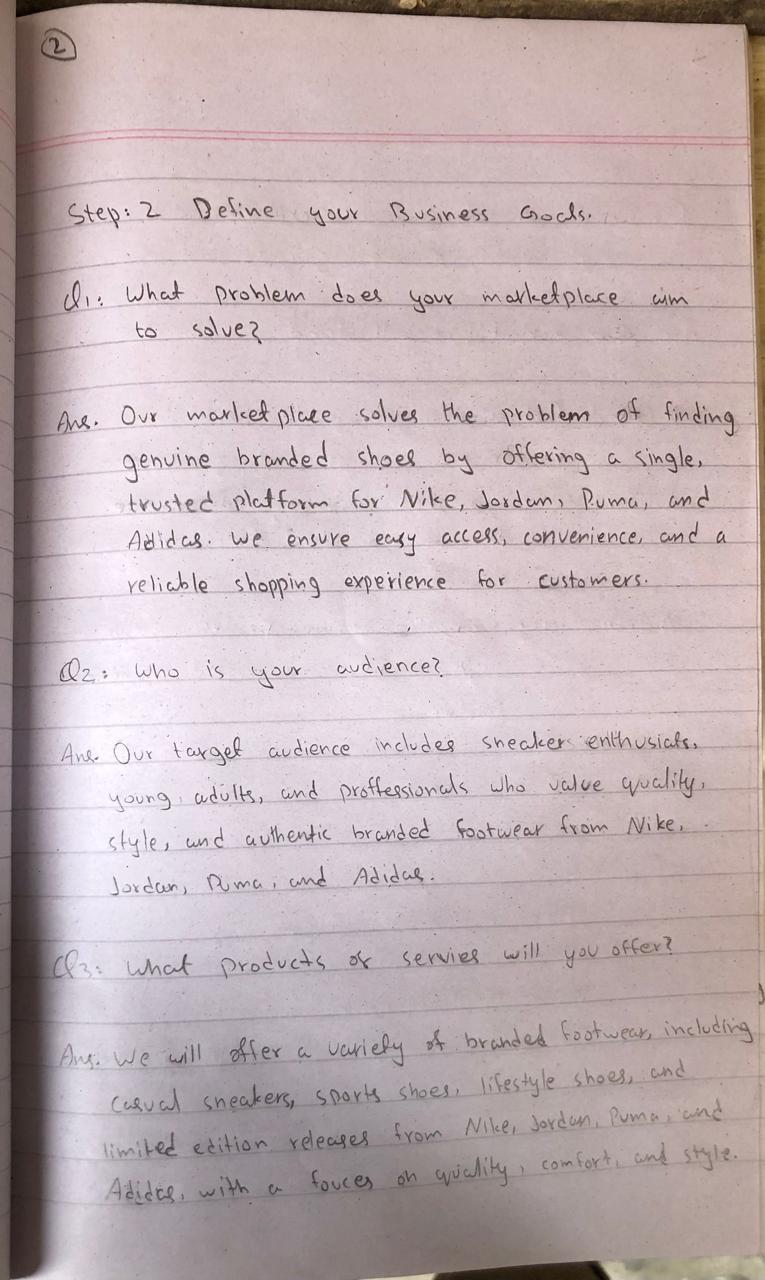 2
Step: 2 Define your Business Goals.
Q1: What problem does your marketplace aim
to solve?
Ans. Our marketplace solves the problem of finding
genuine branded shoes by offering a single,
trusted platform for Nike, Jordan, Puma, and
Adidas. We ensure easy access, convenience, and a
reliable shopping experience for customers.
Q2: Who is your audience?
Ans. Our target audience includes sneaker enthusiats,
young, adults, and proffessionals who value quality,
style, and authentic branded footwear from Nike,
Jordan, Puma, and Adidas.
Q3: What products or servies will you offer?
Ans. We will offer a variety of branded footwear, including
casual sneakers, sports shoes, lifestyle shoes, and
limited edition releases from Nike, Jordan, Puma, and
Adidas, with a fouces on quality, comfort, and style.